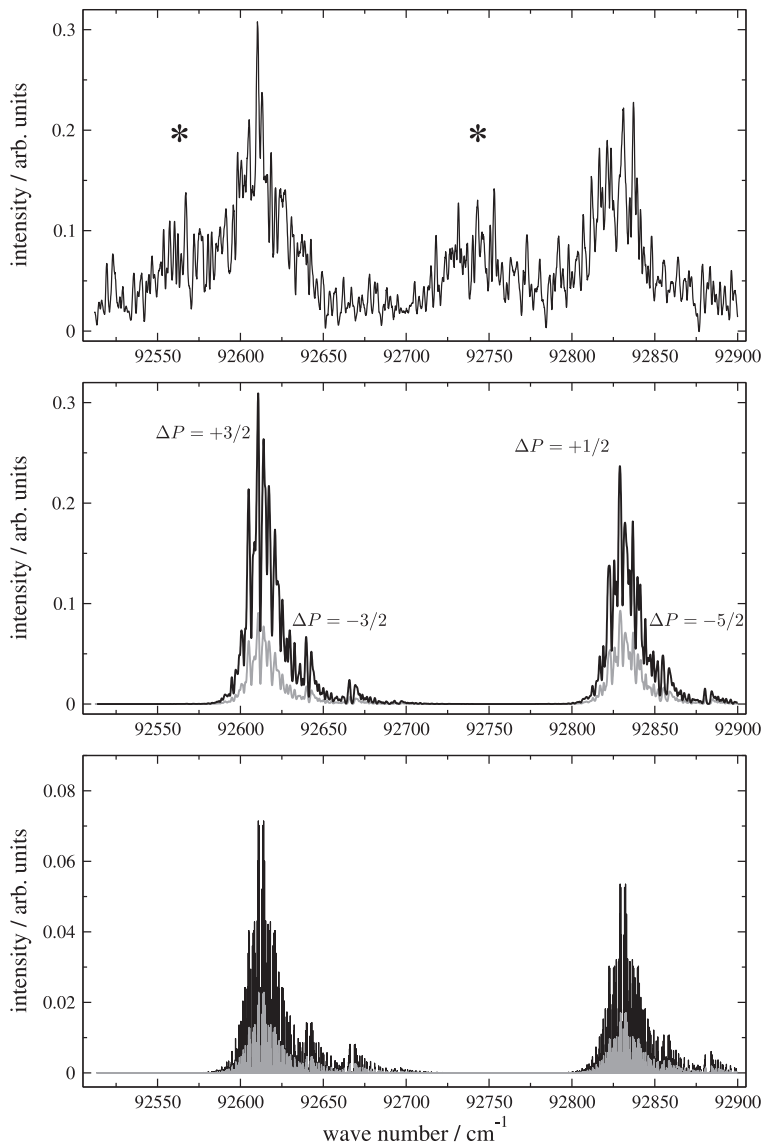 0.3
0.2
0.1
0
intensity / arb. units
* *
92550 92600 92650 92700 92750 92800 92850 92900
0.3
0.2
0.1
0
intensity / arb. units
ΔP = +3/2
ΔP = +1/2
ΔP = −3/2
ΔP = −5/2
92550 92600 92650 92700 92750 92800 92850 92900
0.08
0.06
0.04
0.02
0
intensity / arb. units
92550 92600 92650 92700 92750 92800 92850 92900
wave number / cm⁻¹